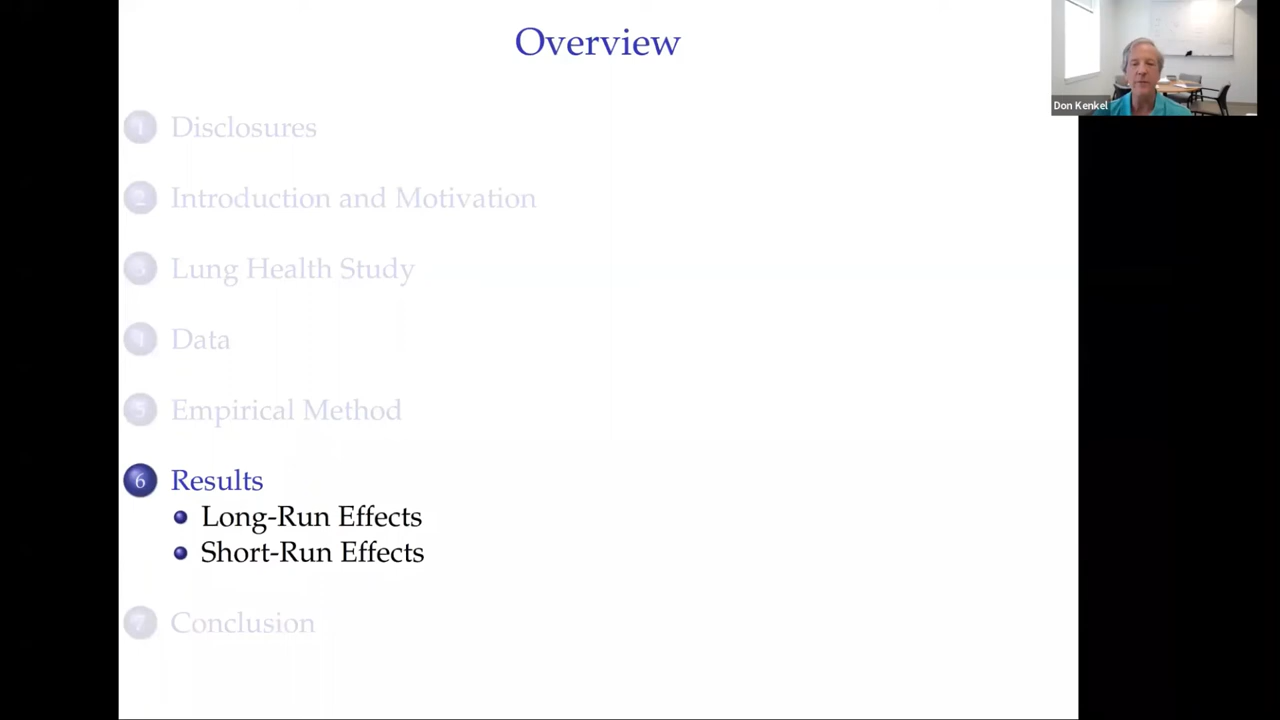 Overview
Don Kenkel
1 Disclosures
2 Introduction and Motivation
3 Lung Health Study
4 Data
5 Empirical Method
6 Results
Long-Run Effects
Short-Run Effects
7 Conclusion